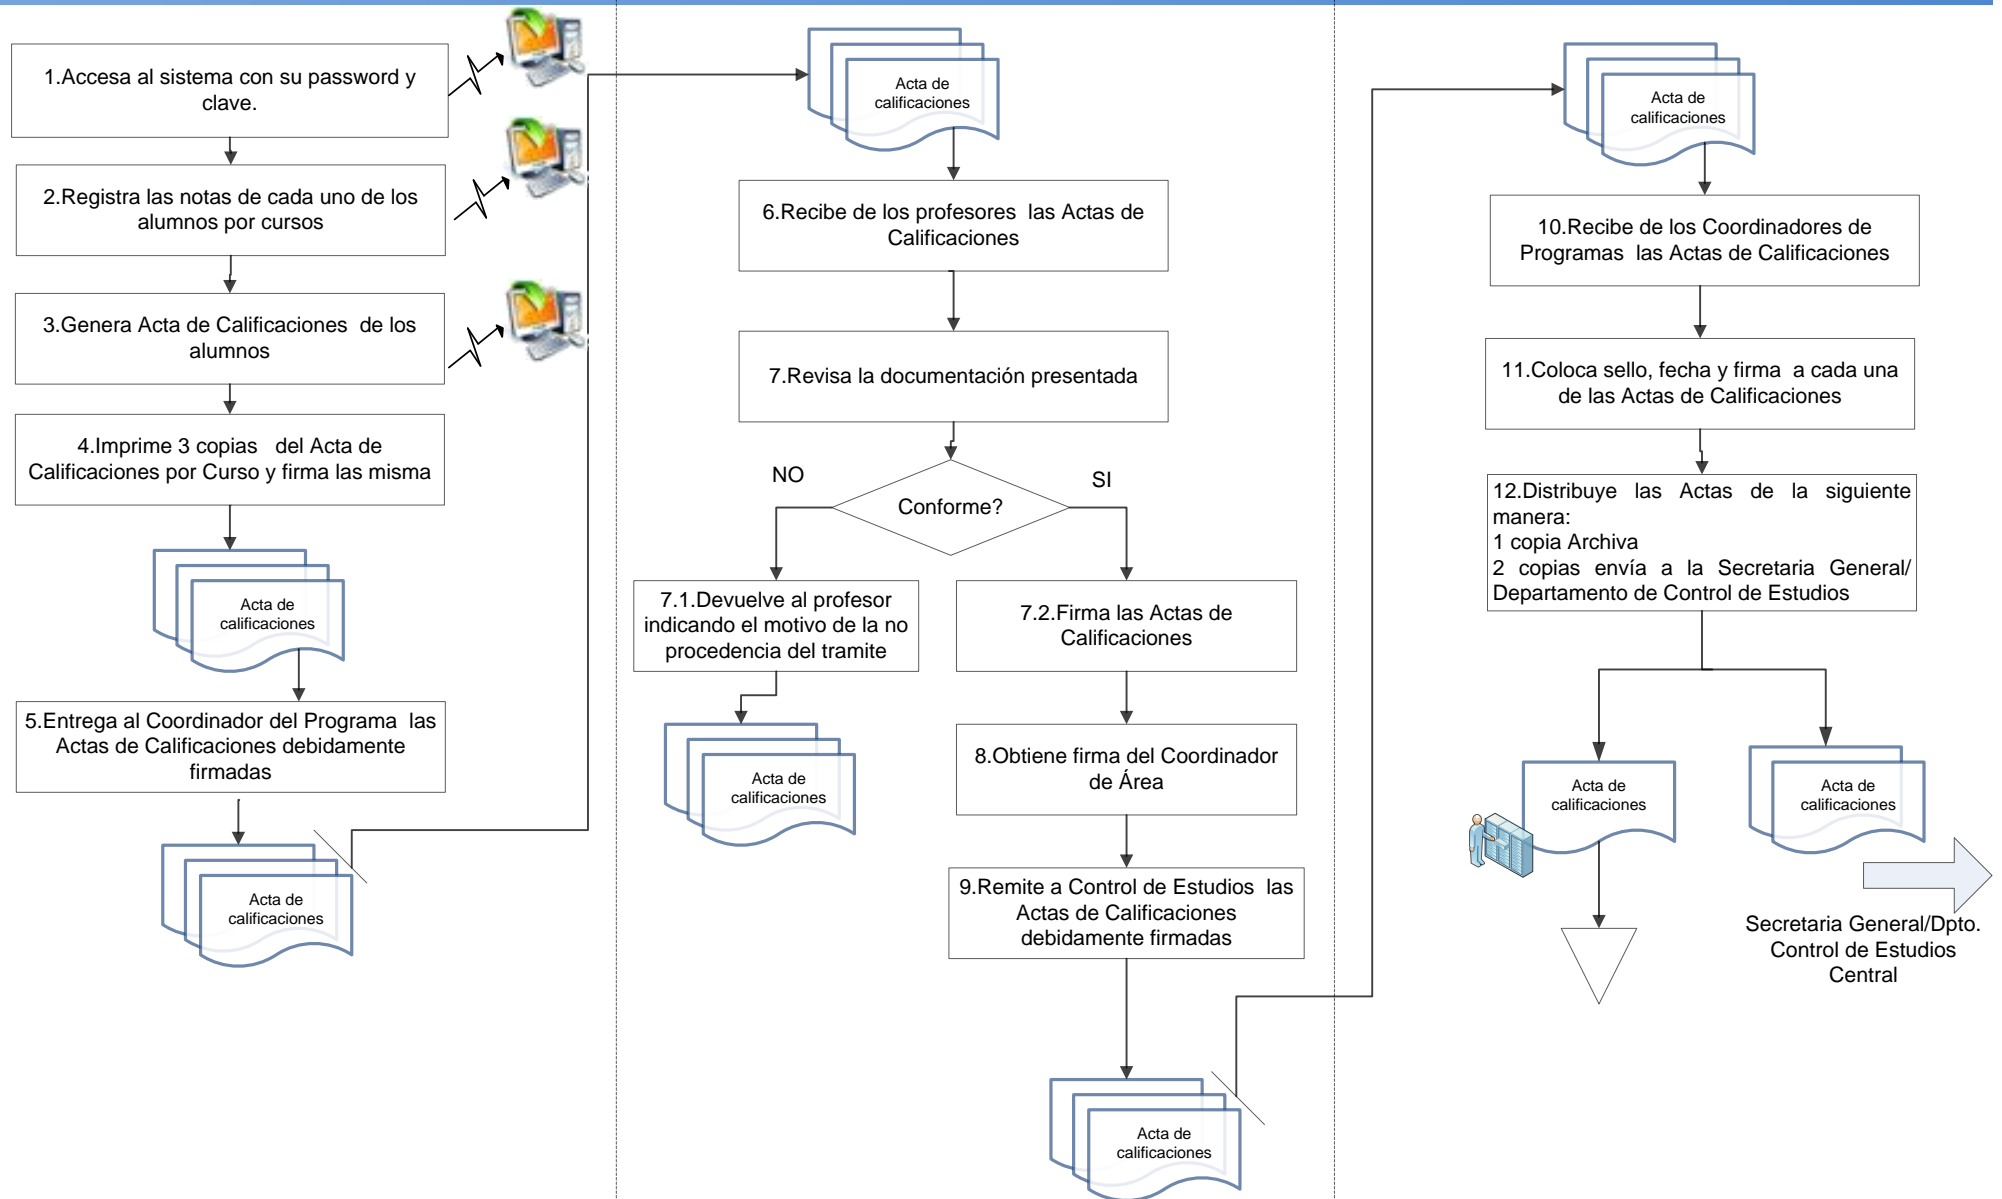 1.Accesa al sistema con su password y
clave.
2.Registra las notas de cada uno de los
alumnos por cursos
3.Genera Acta de Calificaciones de los
alumnos
4.Imprime 3 copias del Acta de
Calificaciones por Curso y firma las misma
Acta de
calificaciones
5.Entrega al Coordinador del Programa las
Actas de Calificaciones debidamente
firmadas
Acta de
calificaciones
Acta de
calificaciones
6.Recibe de los profesores las Actas de
Calificaciones
7.Revisa la documentación presentada
NO
SI
Conforme?
7.1.Devuelve al profesor
indicando el motivo de la no
procedencia del tramite
Acta de
calificaciones
7.2.Firma las Actas de
Calificaciones
8.Obtiene firma del Coordinador
de Área
9.Remite a Control de Estudios las
Actas de Calificaciones
debidamente firmadas
Acta de
calificaciones
Acta de
calificaciones
10.Recibe de los Coordinadores de
Programas las Actas de Calificaciones
11.Coloca sello, fecha y firma a cada una
de las Actas de Calificaciones
12.Distribuye las Actas de la siguiente
manera:
1 copia Archiva
2 copias envía a la Secretaria General/
Departamento de Control de Estudios
Acta de
calificaciones
Acta de
calificaciones
Secretaria General/Dpto.
Control de Estudios
Central